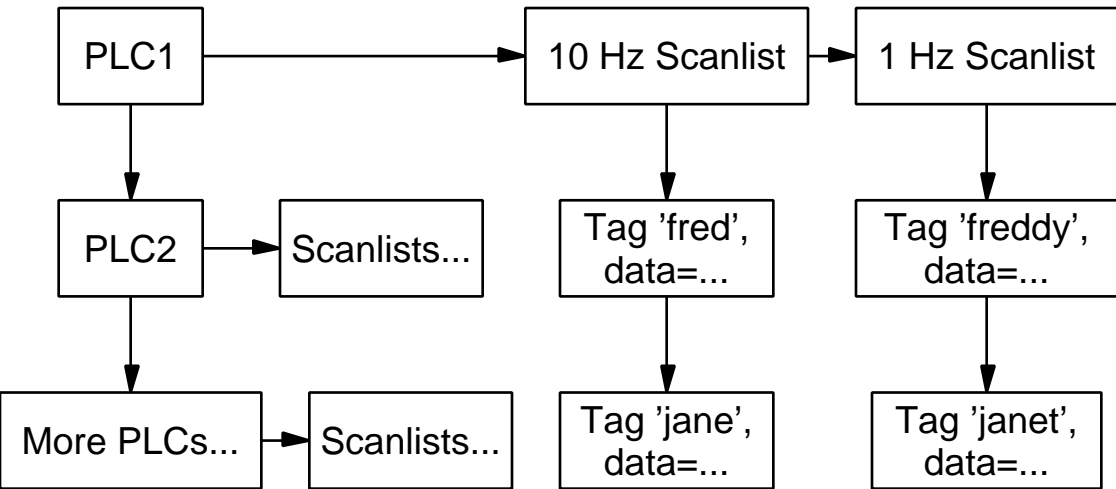 PLC1
10 Hz Scanlist
1 Hz Scanlist
PLC2
Scanlists...
Tag ’fred’,
data=...
Tag ’freddy’,
data=...
More PLCs...
Scanlists...
Tag ’jane’,
data=...
Tag ’janet’,
data=...